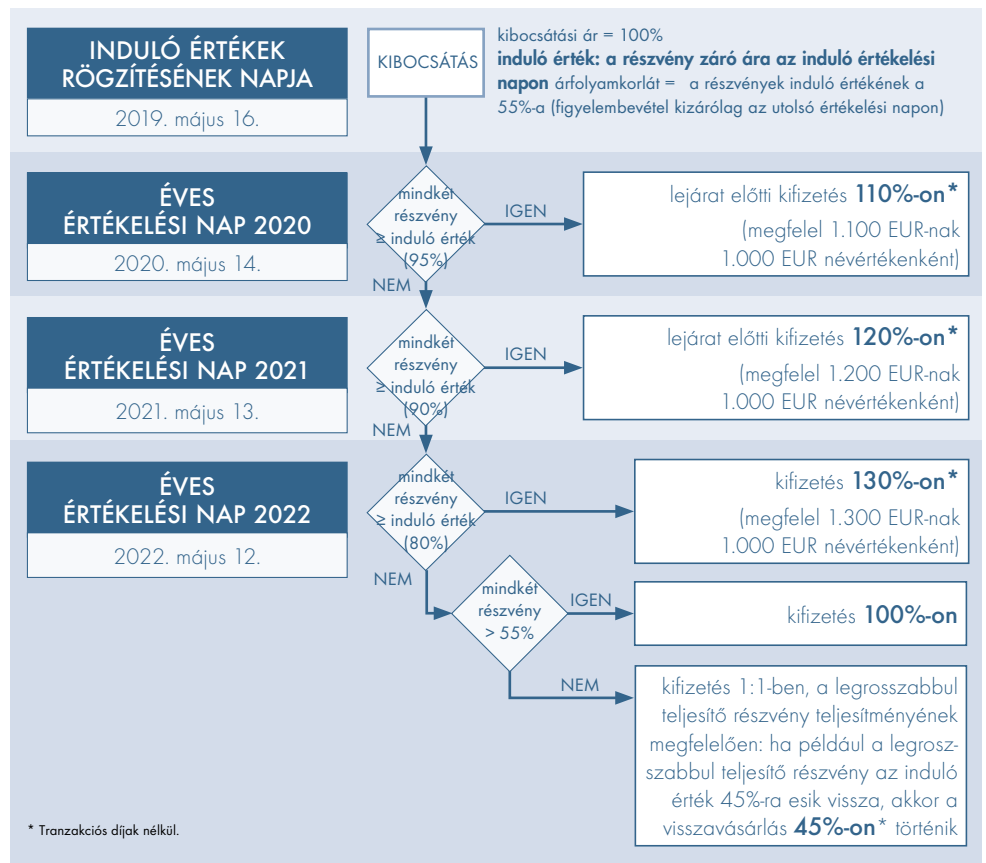 INDULÓ ÉRTÉKEK
RÖGZÍTÉSÉNEK NAPJA
2019. május 16.
KIBOCSÁTÁS
kibocsátási ár = 100%
induló érték: a részvény záró ára az induló értékelési
napon árfolyamkorlát = a részvények induló értékének a
55%-a (figyelembevétel kizárólag az utolsó értékelési napon)
ÉVES
ÉRTÉKELÉSI NAP 2020
2020. május 14.
mindkét
részvény
≥ induló érték
(95%)
IGEN
NEM
lejárat előtti kifizetés 110%-on*
(megfelel 1.100 EUR-nak
1.000 EUR névértékenként)
ÉVES
ÉRTÉKELÉSI NAP 2021
2021. május 13.
mindkét
részvény
≥ induló érték
(90%)
IGEN
NEM
lejárat előtti kifizetés 120%-on*
(megfelel 1.200 EUR-nak
1.000 EUR névértékenként)
ÉVES
ÉRTÉKELÉSI NAP 2022
2022. május 12.
mindkét
részvény
≥ induló érték
(80%)
IGEN
NEM
kifizetés 130%-on*
(megfelel 1.300 EUR-nak
1.000 EUR névértékenként)
mindkét
részvény
> 55%
IGEN
kifizetés 100%-on
NEM
kifizetés 1:1-ben, a legrosszabbul
teljesítő részvény teljesítményének
megfelelően: ha például a legrosz-
szabbul teljesítő részvény az induló
érték 45%-ra esik vissza, akkor a
visszavásárlás 45%-on* történik
* Tranzakciós díjak nélkül.